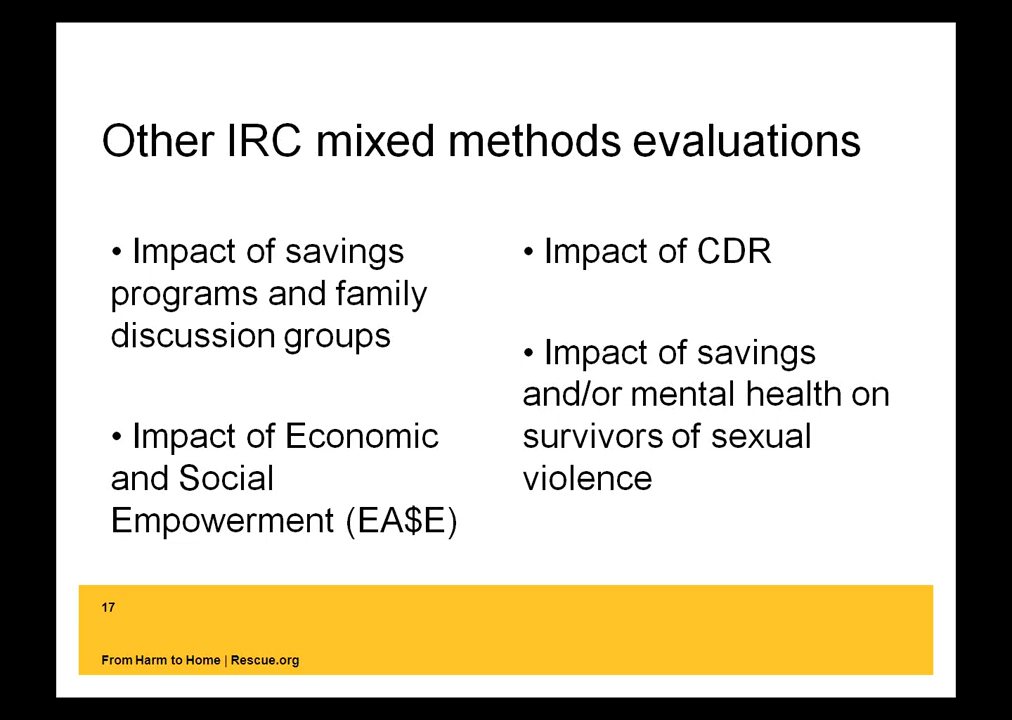 Other IRC mixed methods evaluations
• Impact of savings
programs and family
discussion groups
• Impact of Economic
and Social
Empowerment (EA$E)
• Impact of CDR
• Impact of savings
and/or mental health on
survivors of sexual
violence
17
From Harm to Home | Rescue.org